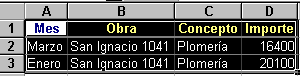 A B C D
1 Mes Obra Concepto Importe
2 Marzo San Ignacio 1041 Plomería 16400
3 Enero San Ignacio 1041 Plomería 20100